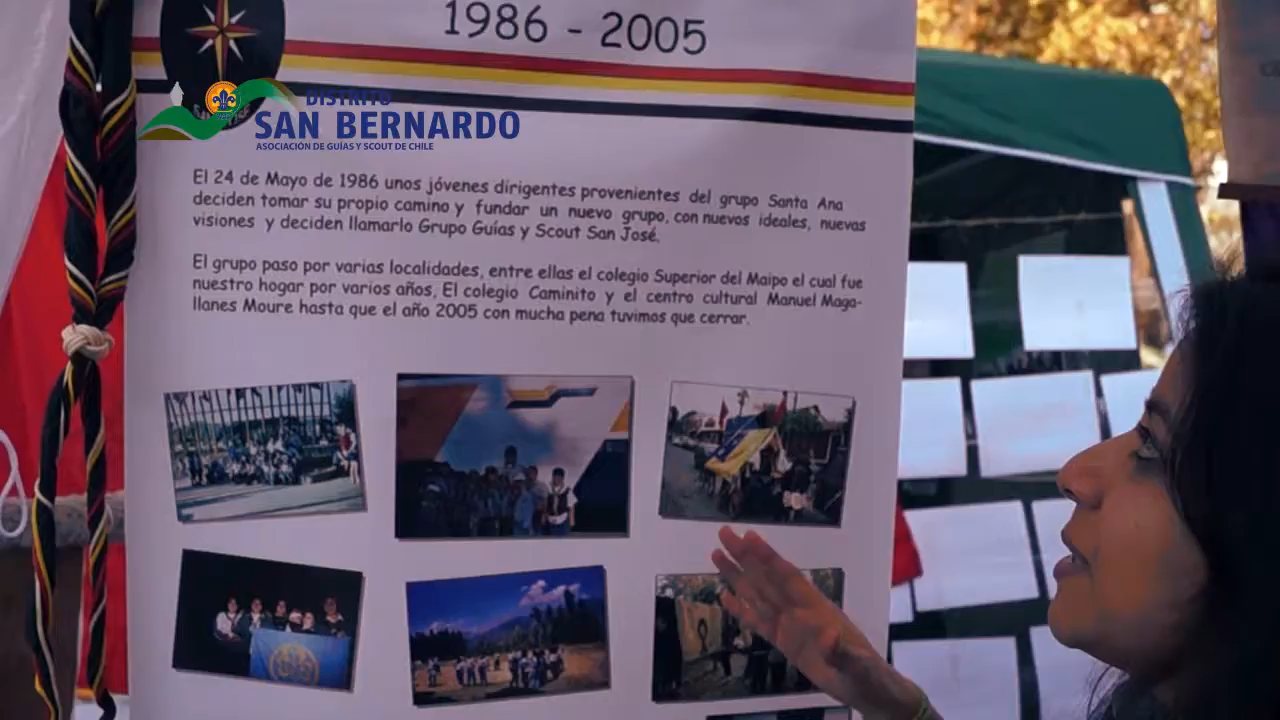 1986 - 2005
DISTRITO
SAN BERNARDO
ASOCIACIÓN DE GUÍAS Y SCOUT DE CHILE
El 24 de Mayo de 1986 unos jóvenes dirigentes provenientes del grupo Santa Ana
deciden tomar su propio camino y fundar un nuevo grupo, con nuevos ideales, nuevas
visiones y deciden llamarlo Grupo Guías y Scout San José.
El grupo paso por varias localidades, entre ellas el colegio Superior del Maipo el cual fue
nuestro hogar por varios años, El colegio Caminito y el centro cultural Manuel Maga-
llanes Moure hasta que el año 2005 con mucha pena tuvimos que cerrar.